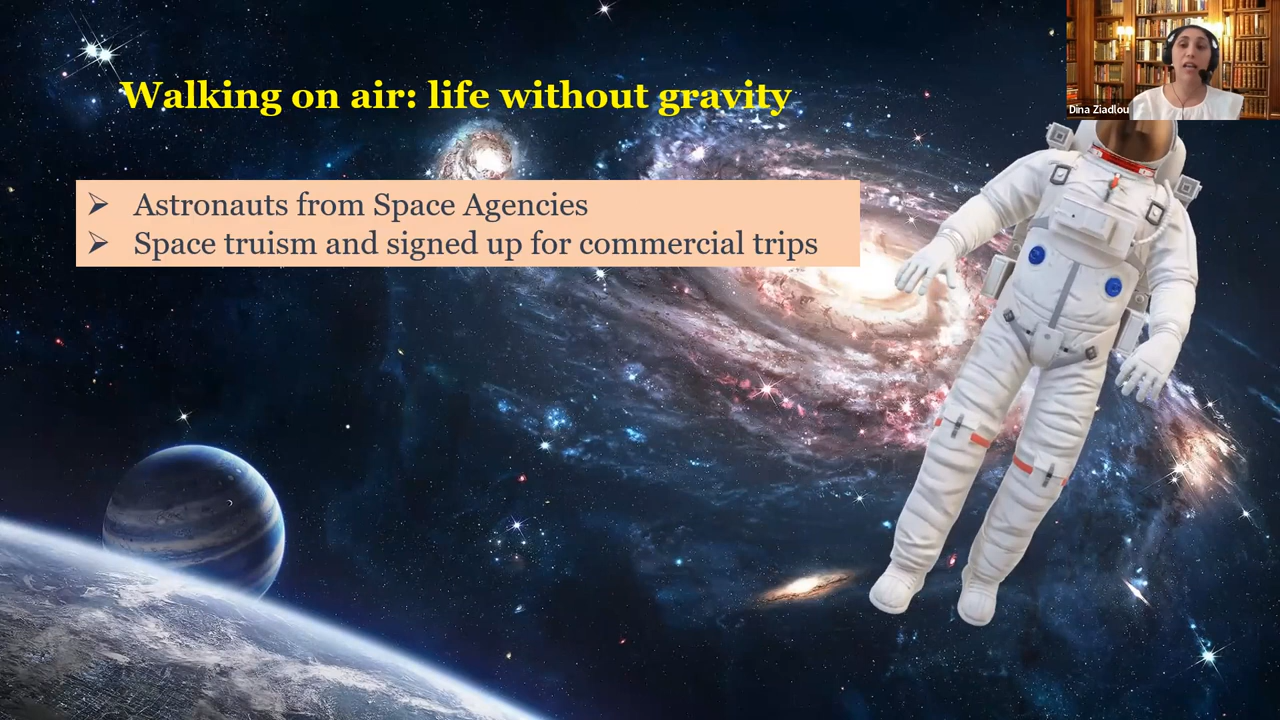 Walking on air: life without gravity
Dina Ziadlou
➢ Astronauts from Space Agencies
➢ Space truism and signed up for commercial trips